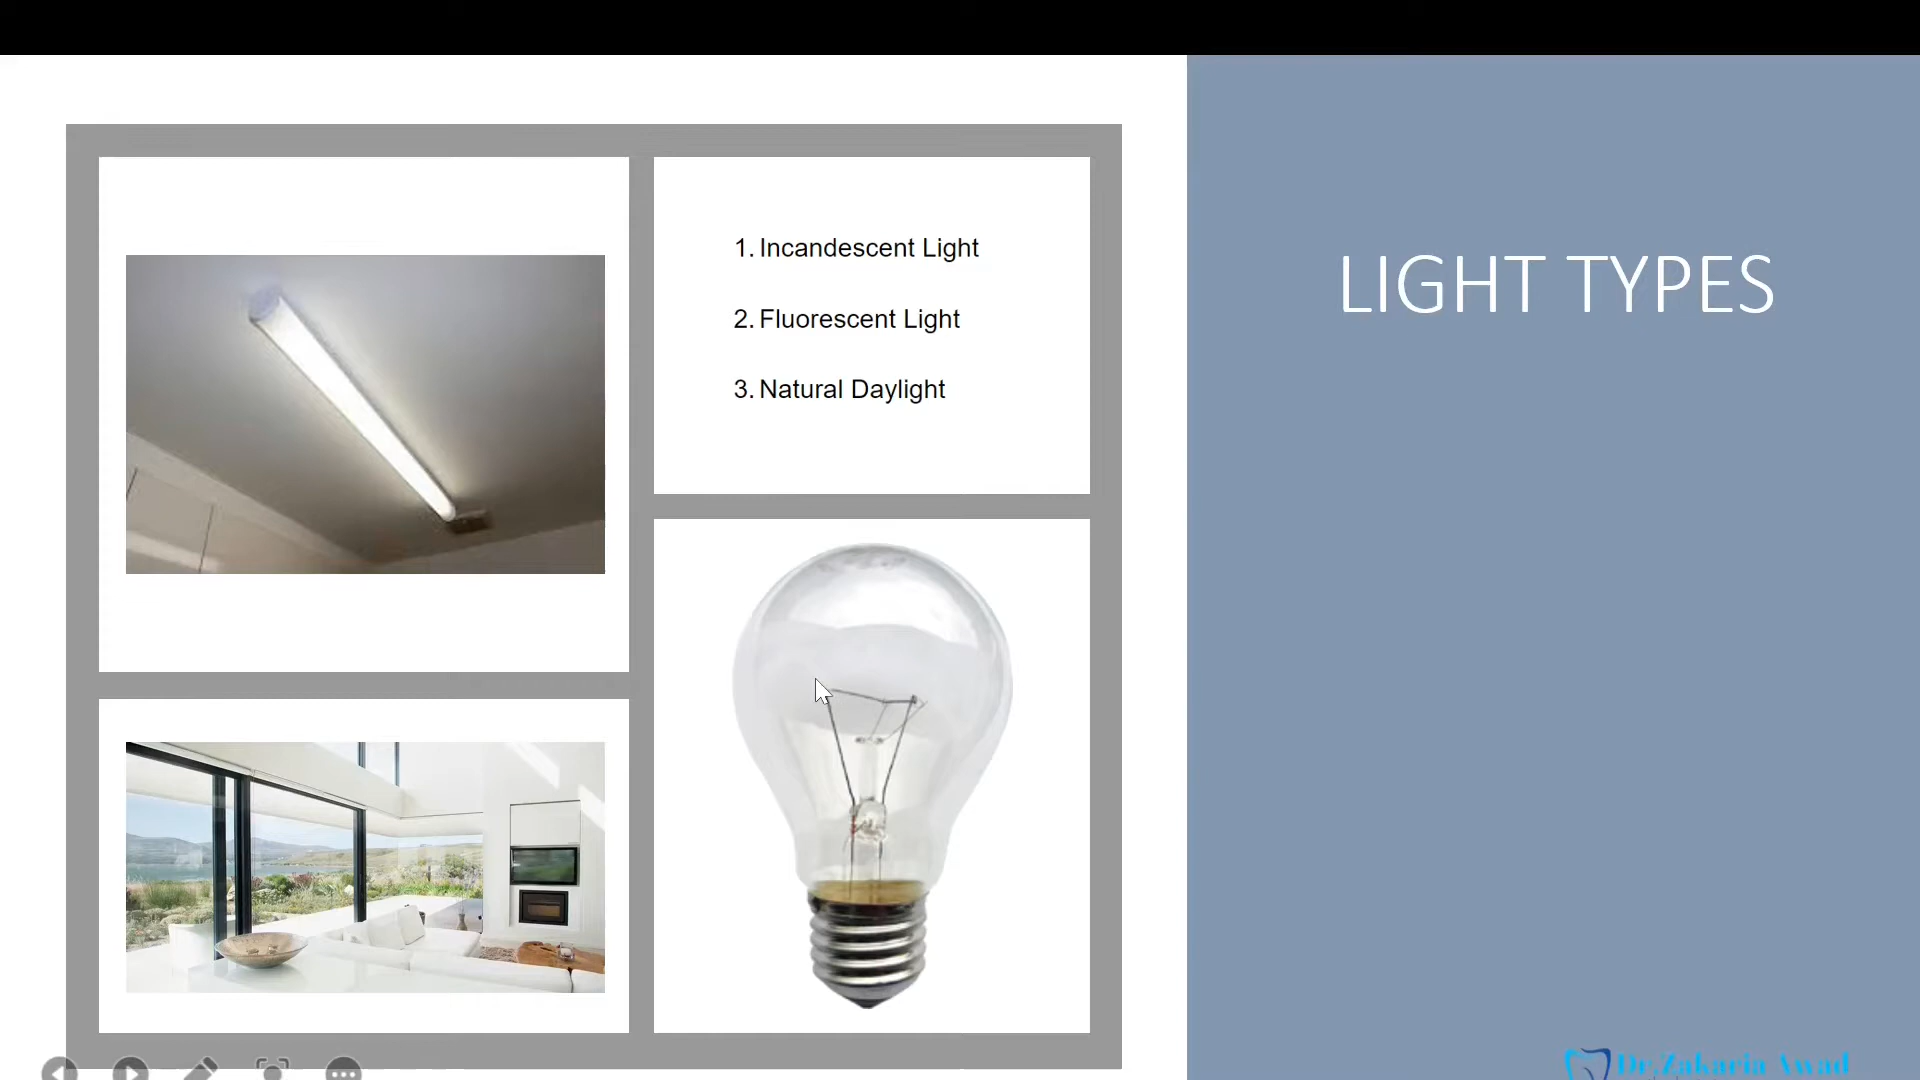 1. Incandescent Light
2. Fluorescent Light
3. Natural Daylight
LIGHT TYPES
Dr.Zakaria Awad